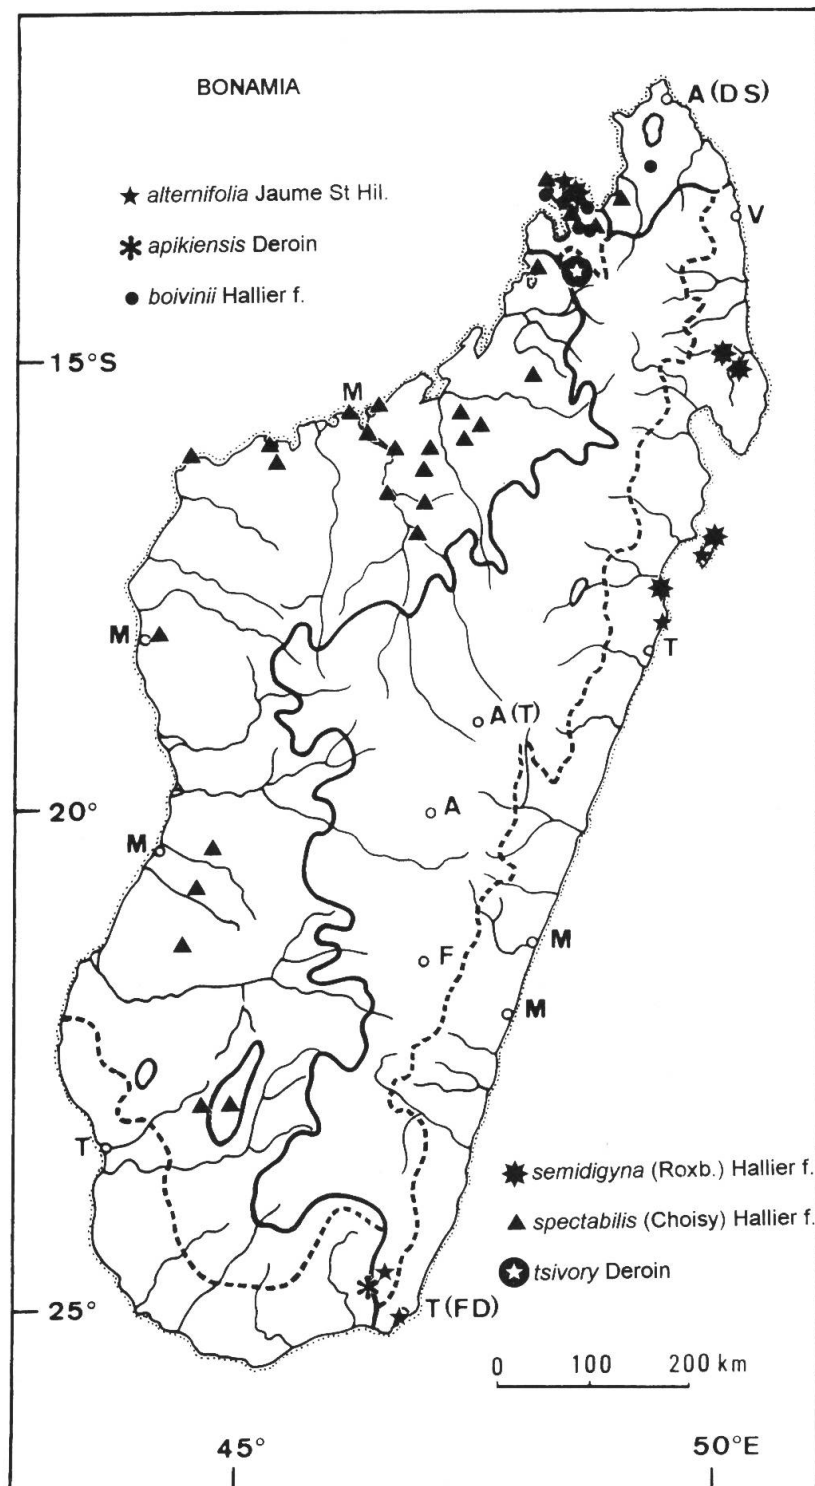 BONAMIA
A (DS)
alternifolia Jaume St Hil.
apikiensis Deroin
boivinii Hallier f.
V
15°S
M
M
T
A (T)
20°
A
M
F
M
M
T
semidigyna (Roxb.) Hallier f.
spectabilis (Choisy) Hallier f.
tsivory Deroin
25°
T (FD)
0 100 200 km
45°
50°E